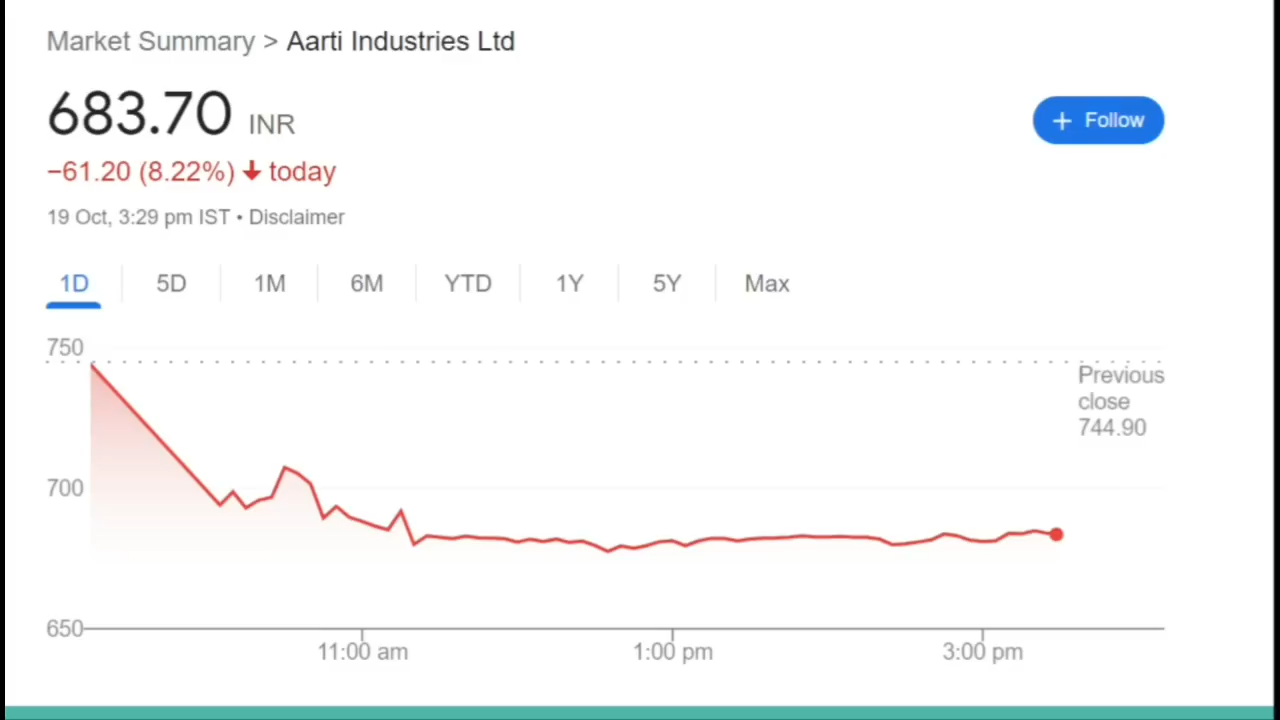 Market Summary > Aarti Industries Ltd
683.70 INR
+ Follow
−61.20 (8.22%) ↓ today
19 Oct, 3:29 pm IST • Disclaimer
1D 5D 1M 6M YTD 1Y 5Y Max
750
Previous
close
744.90
700
650
11:00 am 1:00 pm 3:00 pm